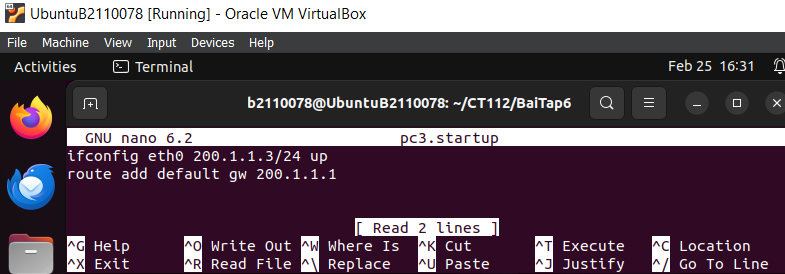 UbuntuB2110078 [Running] - Oracle VM VirtualBox
File Machine View Input Devices Help
Activities Terminal Feb 25 16:31
b2110078@UbuntuB2110078: ~/CT112/BaiTap6
GNU nano 6.2 pc3.startup
ifconfig eth0 200.1.1.3/24 up
route add default gw 200.1.1.1
[ Read 2 lines ]
^G Help ^O Write Out ^W Where Is ^K Cut ^T Execute ^C Location
^X Exit ^R Read File ^\ Replace ^U Paste ^J Justify ^/ Go To Line